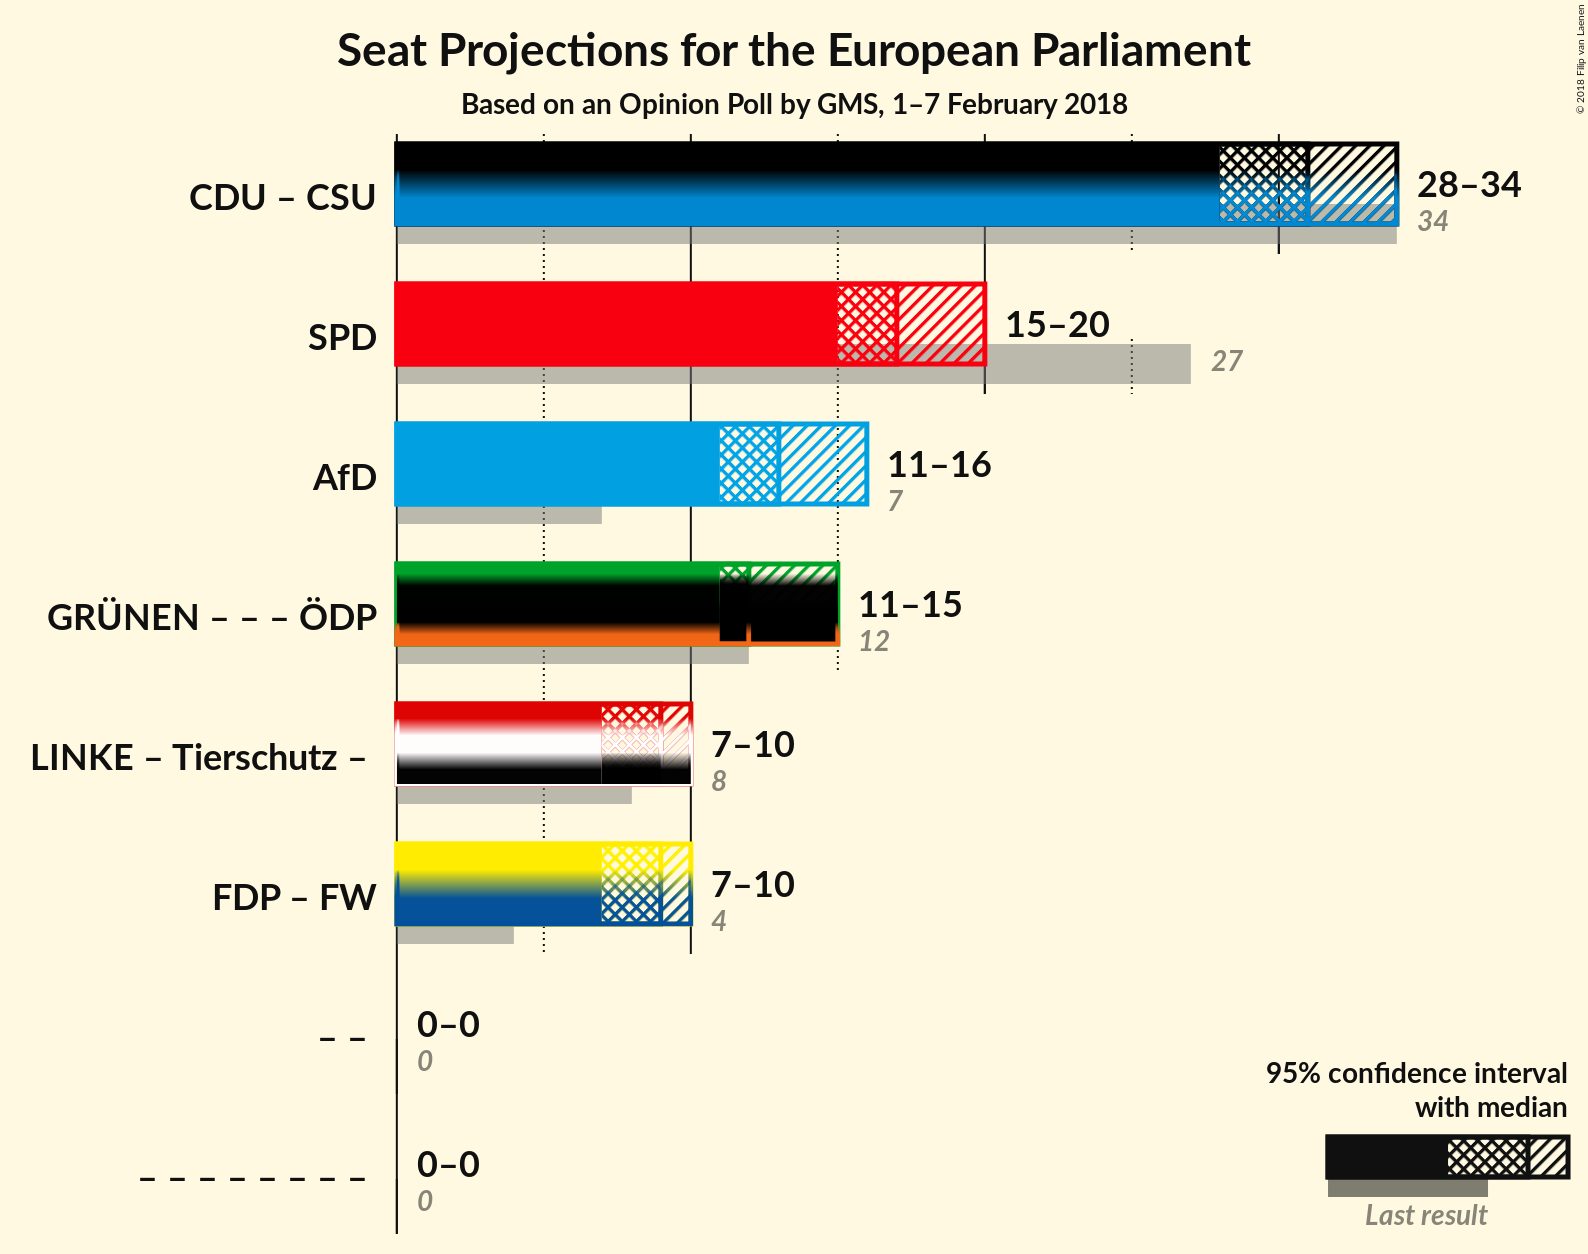 Seat Projections for the European Parliament
Based on an Opinion Poll by GMS, 1–7 February 2018
© 2018 Filip van Laenen
CDU – CSU
28–34
34
SPD
15–20
27
AfD
11–16
7
GRÜNEN – – – ÖDP
11–15
12
LINKE – Tierschutz –
7–10
8
FDP – FW
7–10
4
– –
0–0
0
– – – – – – – –
0–0
0
95% confidence interval
with median
Last result